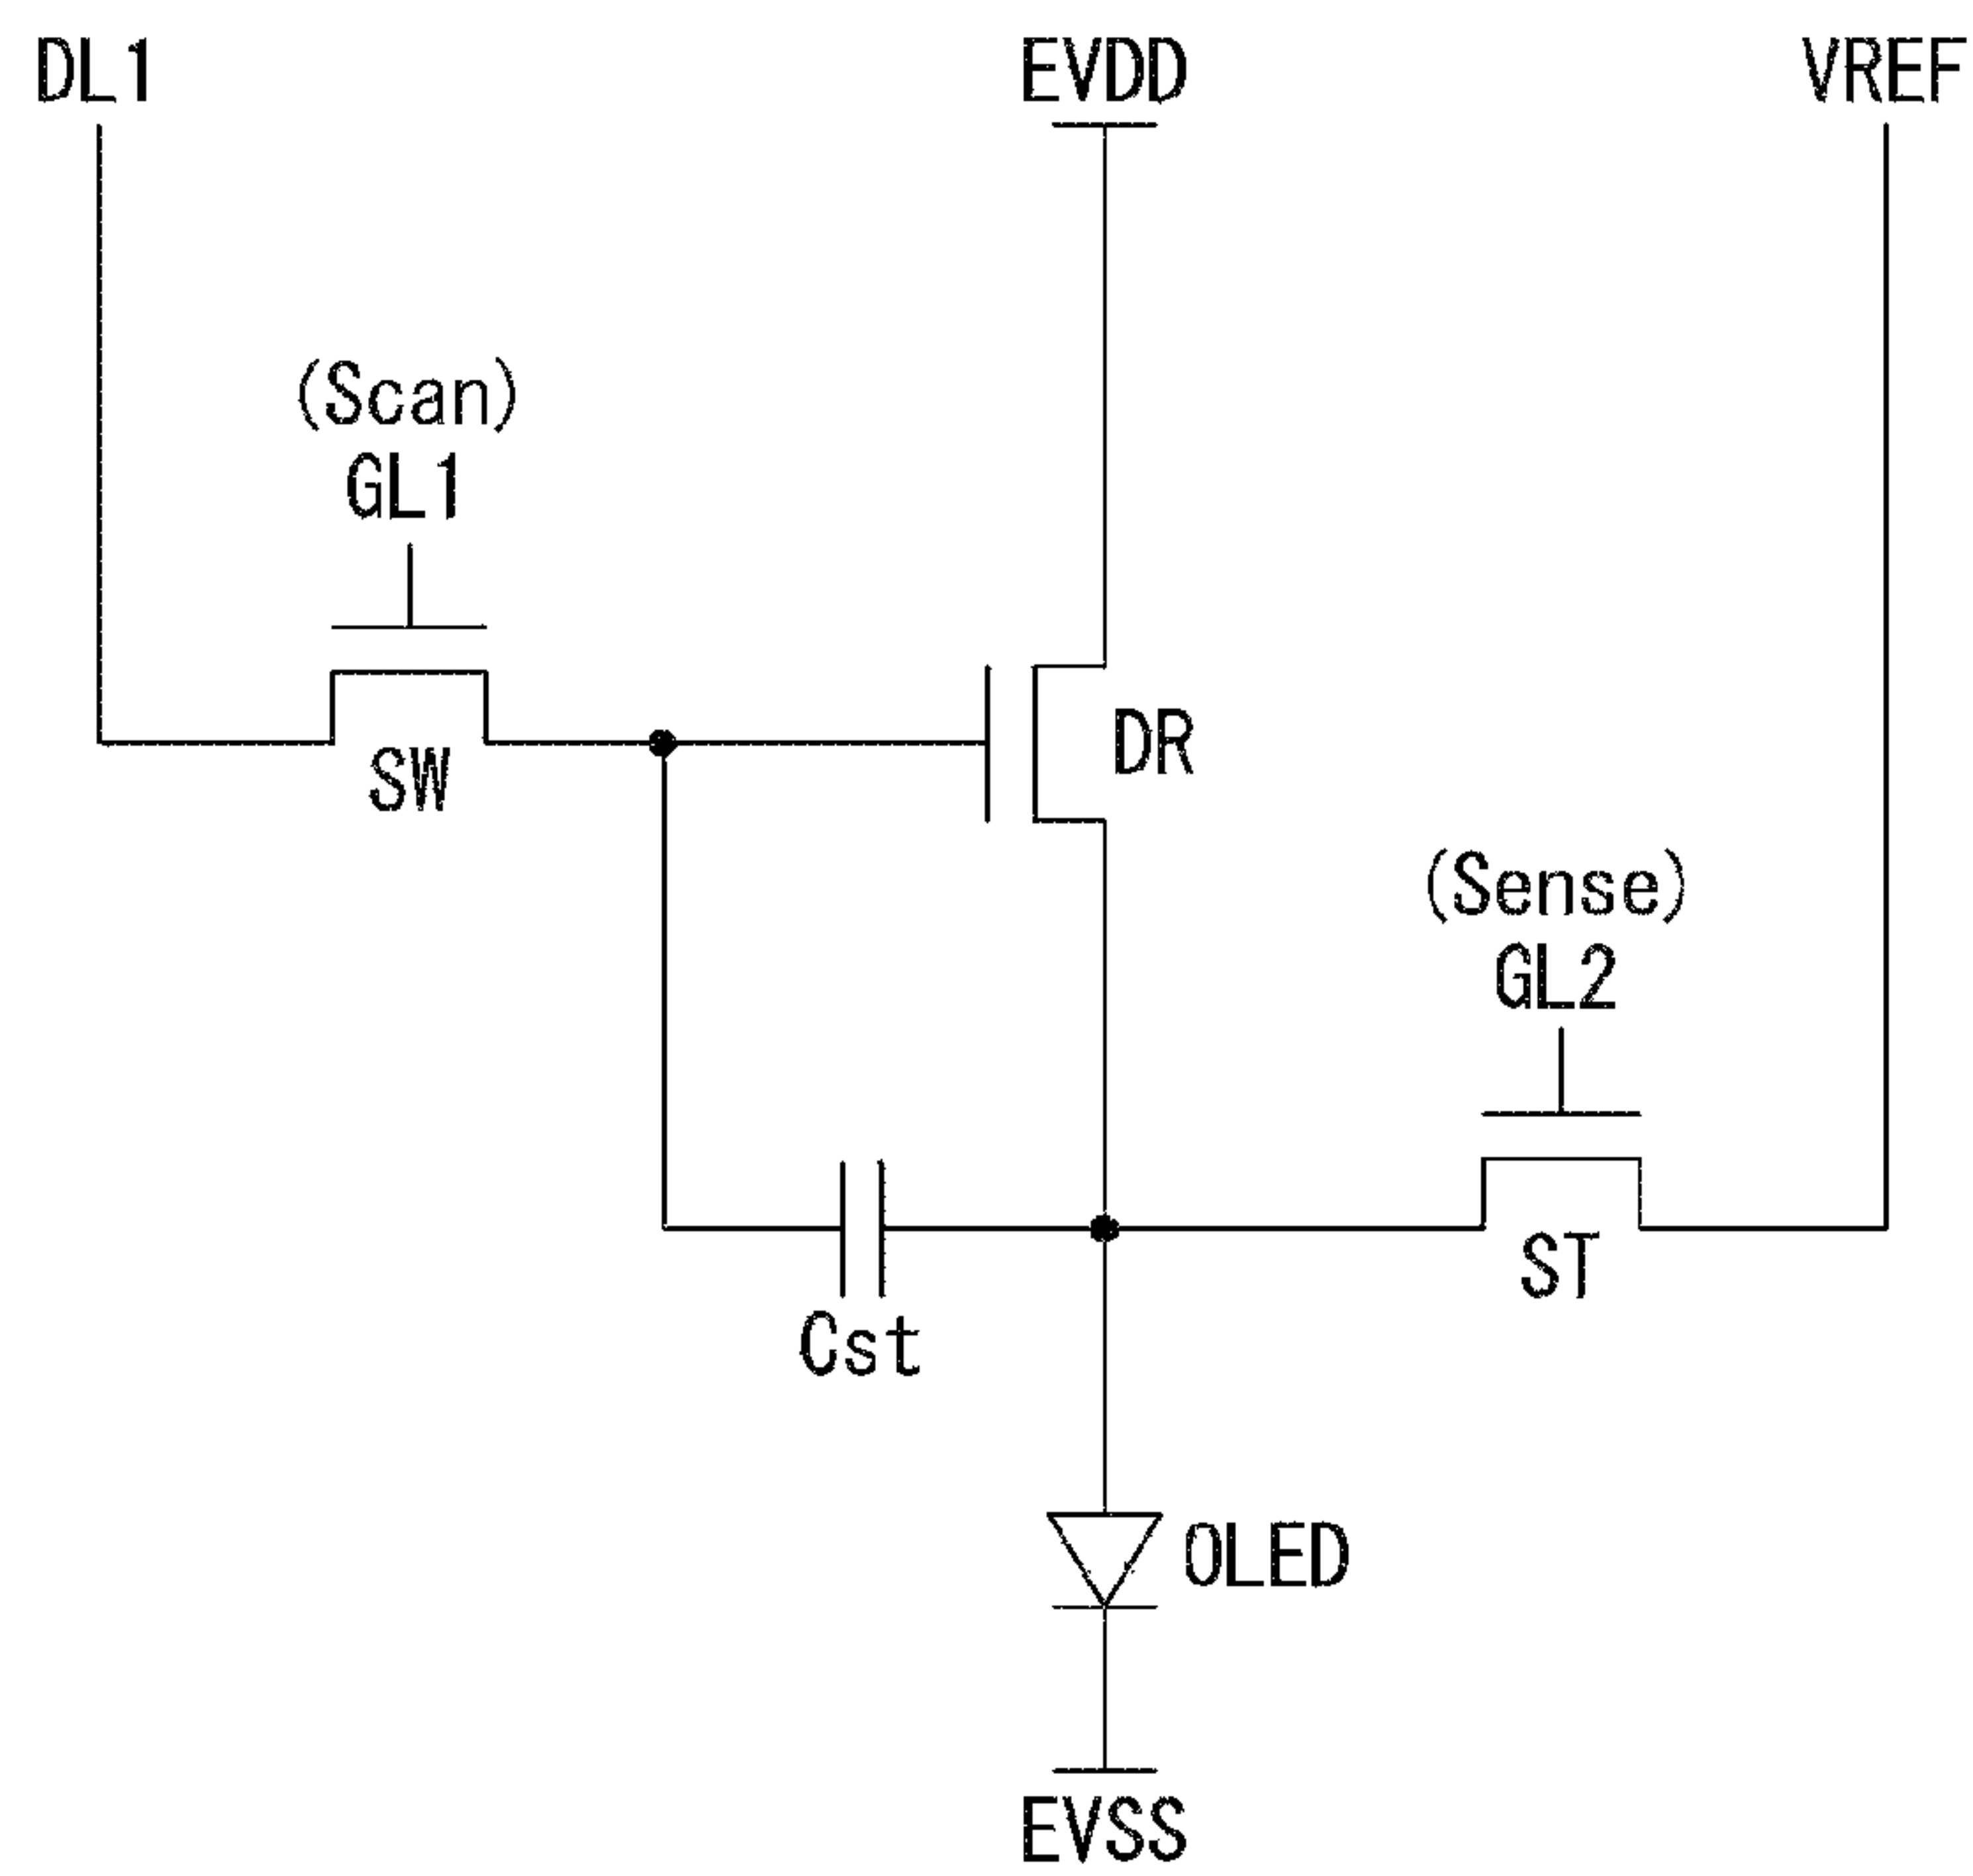 DL1
EVDD
VREF
(Scan)
GL1
SW
DR
(Sense)
GL2
ST
Cst
OLED
EVSS